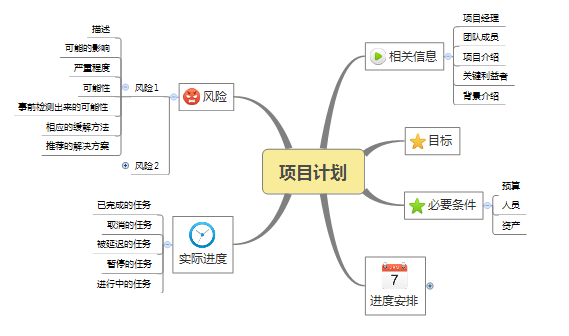 项目计划
相关信息
项目经理
团队成员
项目介绍
关键利益者
背景介绍
目标
必要条件
预算
人员
资产
7
进度安排
风险
风险1
描述
可能的影响
严重程度
可能性
事前检测出来的可能性
相应的缓解方法
推荐的解决方案
风险2
实际进度
已完成的任务
取消的任务
被延迟的任务
暂停的任务
进行中的任务